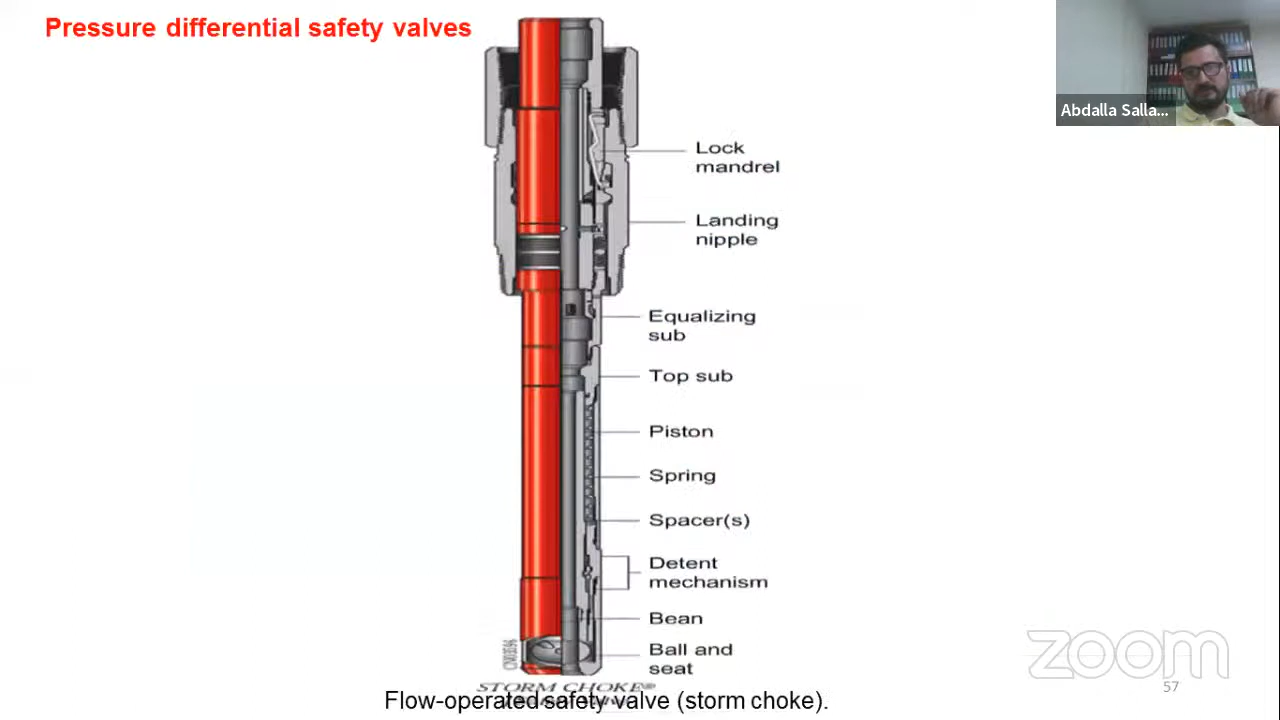 Pressure differential safety valves
Abdalla Salla...
Lock
mandrel
Landing
nipple
Equalizing
sub
Top sub
Piston
Spring
Spacer(s)
Detent
mechanism
Bean
Ball and
seat
STORM CHOKE®
Flow-operated safety valve (storm choke).
zoom
57